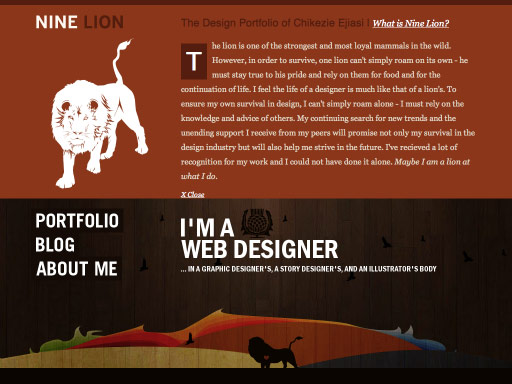 NINE LION
The Design Portfolio of Chikezie Ejiasi | What is Nine Lion?
The lion is one of the strongest and most loyal mammals in the wild.
However, in order to survive, one lion can't simply roam on its own - he
must stay true to his pride and rely on them for food and for the
continuation of life. I feel the life of a designer is much like that of a lion's. To
ensure my own survival in design, I can't simply roam alone - I must rely on the
knowledge and advice of others. My continuing search for new trends and the
unending support I receive from my peers will promise not only my survival in the
design industry but will also help me strive in the future. I've recieved a lot of
recognition for my work and I could not have done it alone. Maybe I am a lion at
what I do.
X Close
PORTFOLIO
BLOG
ABOUT ME
I'M A
WEB DESIGNER
... IN A GRAPHIC DESIGNER'S, A STORY DESIGNER'S, AND AN ILLUSTRATOR'S BODY